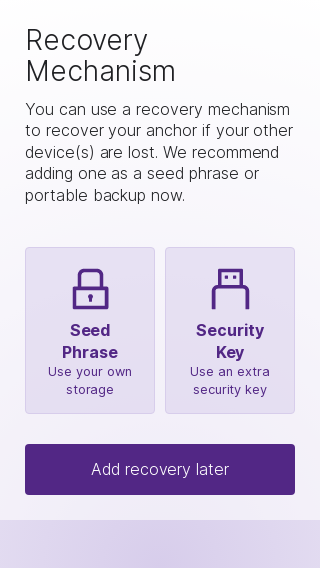 Recovery
Mechanism
You can use a recovery mechanism
to recover your anchor if your other
device(s) are lost. We recommend
adding one as a seed phrase or
portable backup now.
Seed
Phrase
Use your own
storage
Security
Key
Use an extra
security key
Add recovery later